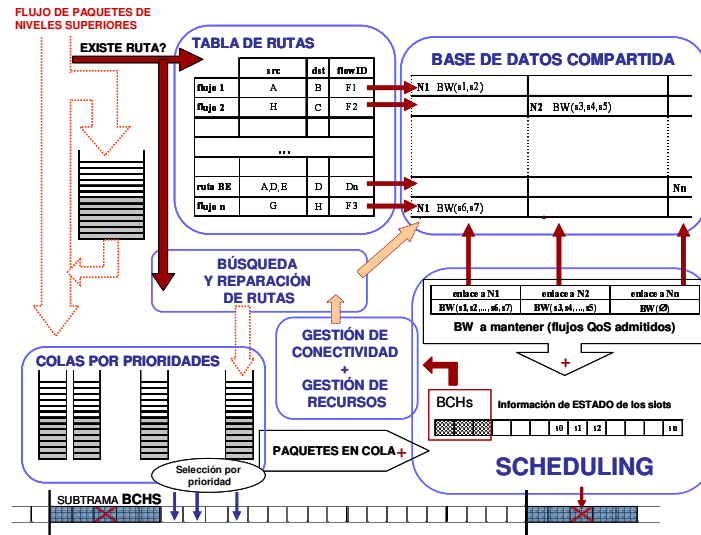 FLUJO DE PAQUETES DE
NIVELES SUPERIORES
EXISTE RUTA?
TABLA DE RUTAS
src dst flowID
flujo 1 A B F1
flujo 2 H C F2
...
ruta BE A,D,E D Dn
flujo n G H F3
BASE DE DATOS COMPARTIDA
N1 BW(s1,s2)
N2 BW(s3,s4,s5)
Nn
N1 BW(s6,s7)
BÚSQUEDA
Y REPARACIÓN
DE RUTAS
enlace a N1 enlace a N2 enlace a Nn
BW(s1,s2,...,s6,s7) BW(s3,s4,...,s5) BW(Ø)
BW a mantener (flujos QoS admitidos)
+
GESTIÓN DE
CONECTIVIDAD
+
GESTIÓN DE
RECURSOS
COLAS POR PRIORIDADES
BCHs
Información de ESTADO de los slots
s0 s1 s2 sn
PAQUETES EN COLA+
SCHEDULING
Selección por
prioridad
SUBTRAMA BCHS